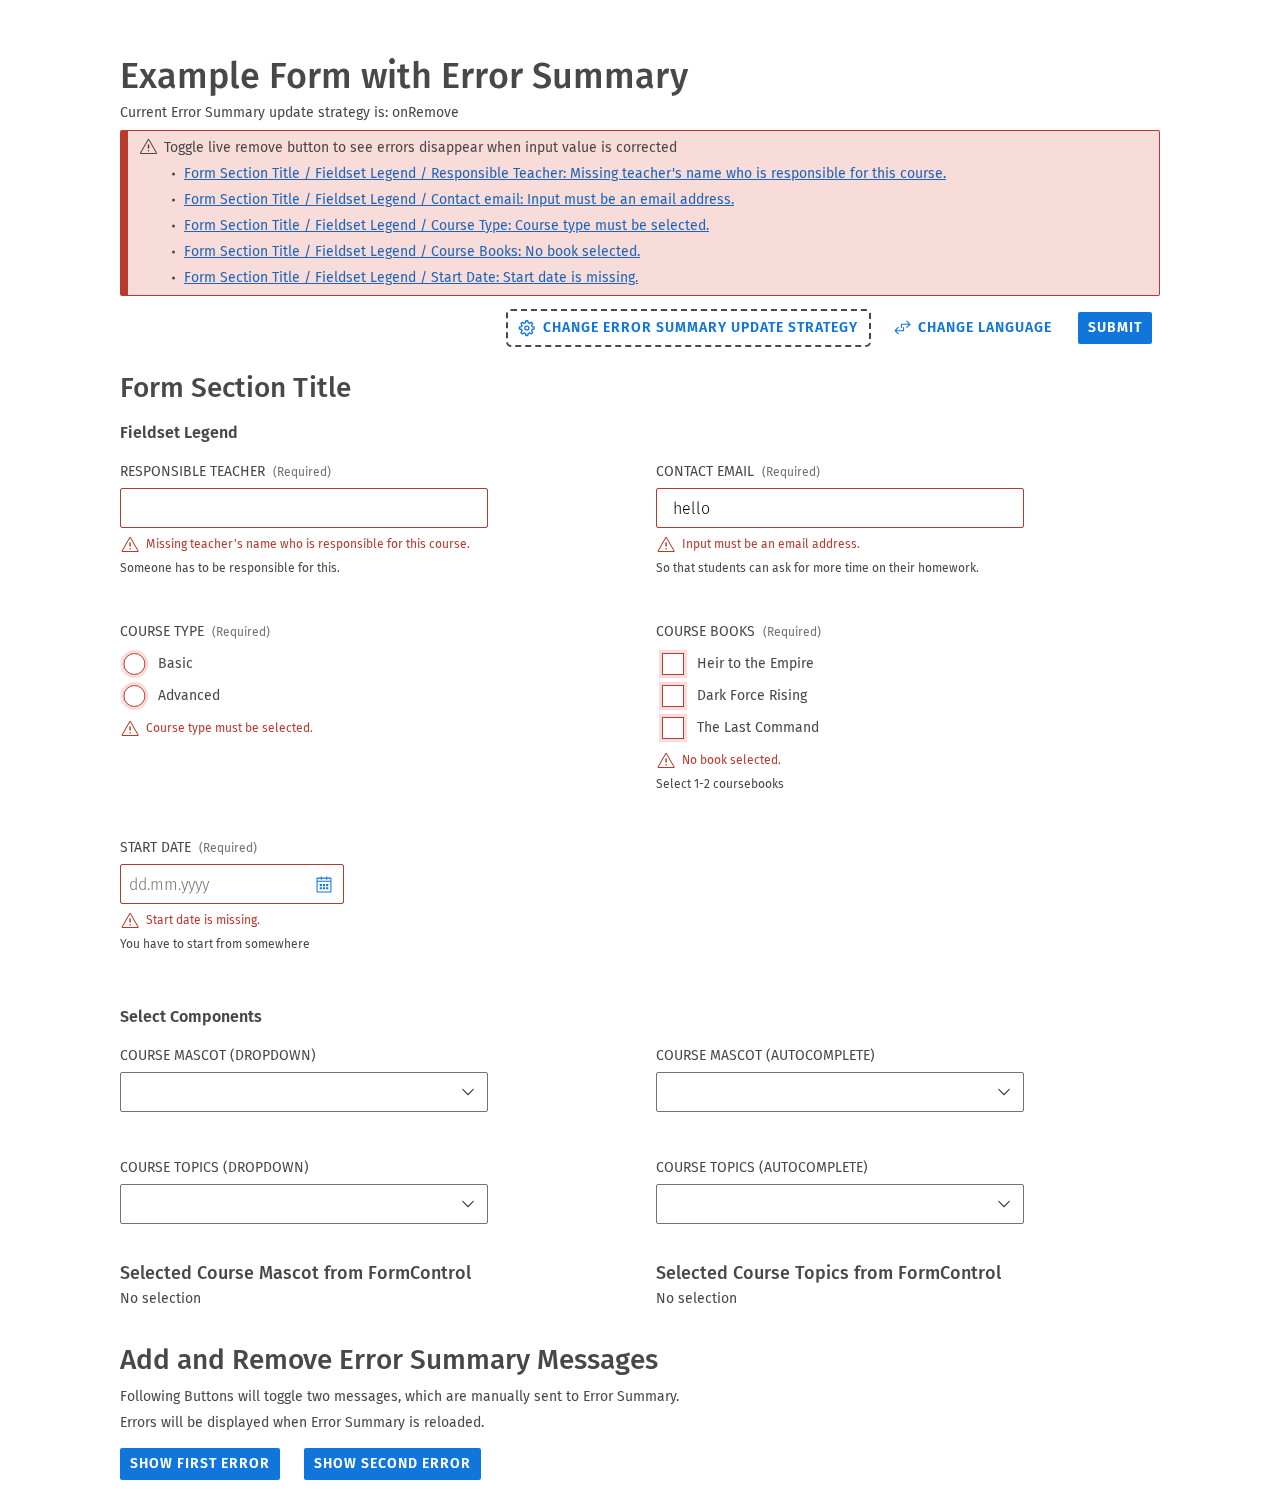 Example Form with Error Summary
Current Error Summary update strategy is: onRemove
Toggle live remove button to see errors disappear when input value is corrected
• Form Section Title / Fieldset Legend / Responsible Teacher: Missing teacher's name who is responsible for this course.
• Form Section Title / Fieldset Legend / Contact email: Input must be an email address.
• Form Section Title / Fieldset Legend / Course Type: Course type must be selected.
• Form Section Title / Fieldset Legend / Course Books: No book selected.
• Form Section Title / Fieldset Legend / Start Date: Start date is missing.
CHANGE ERROR SUMMARY UPDATE STRATEGY CHANGE LANGUAGE SUBMIT
Form Section Title
Fieldset Legend
RESPONSIBLE TEACHER (Required)
Missing teacher's name who is responsible for this course.
Someone has to be responsible for this.
CONTACT EMAIL (Required)
hello
Input must be an email address.
So that students can ask for more time on their homework.
COURSE TYPE (Required)
Basic
Advanced
Course type must be selected.
COURSE BOOKS (Required)
Heir to the Empire
Dark Force Rising
The Last Command
No book selected.
Select 1-2 coursebooks
START DATE (Required)
dd.mm.yyyy
Start date is missing.
You have to start from somewhere
Select Components
COURSE MASCOT (DROPDOWN)
COURSE MASCOT (AUTOCOMPLETE)
COURSE TOPICS (DROPDOWN)
COURSE TOPICS (AUTOCOMPLETE)
Selected Course Mascot from FormControl
No selection
Selected Course Topics from FormControl
No selection
Add and Remove Error Summary Messages
Following Buttons will toggle two messages, which are manually sent to Error Summary.
Errors will be displayed when Error Summary is reloaded.
SHOW FIRST ERROR SHOW SECOND ERROR